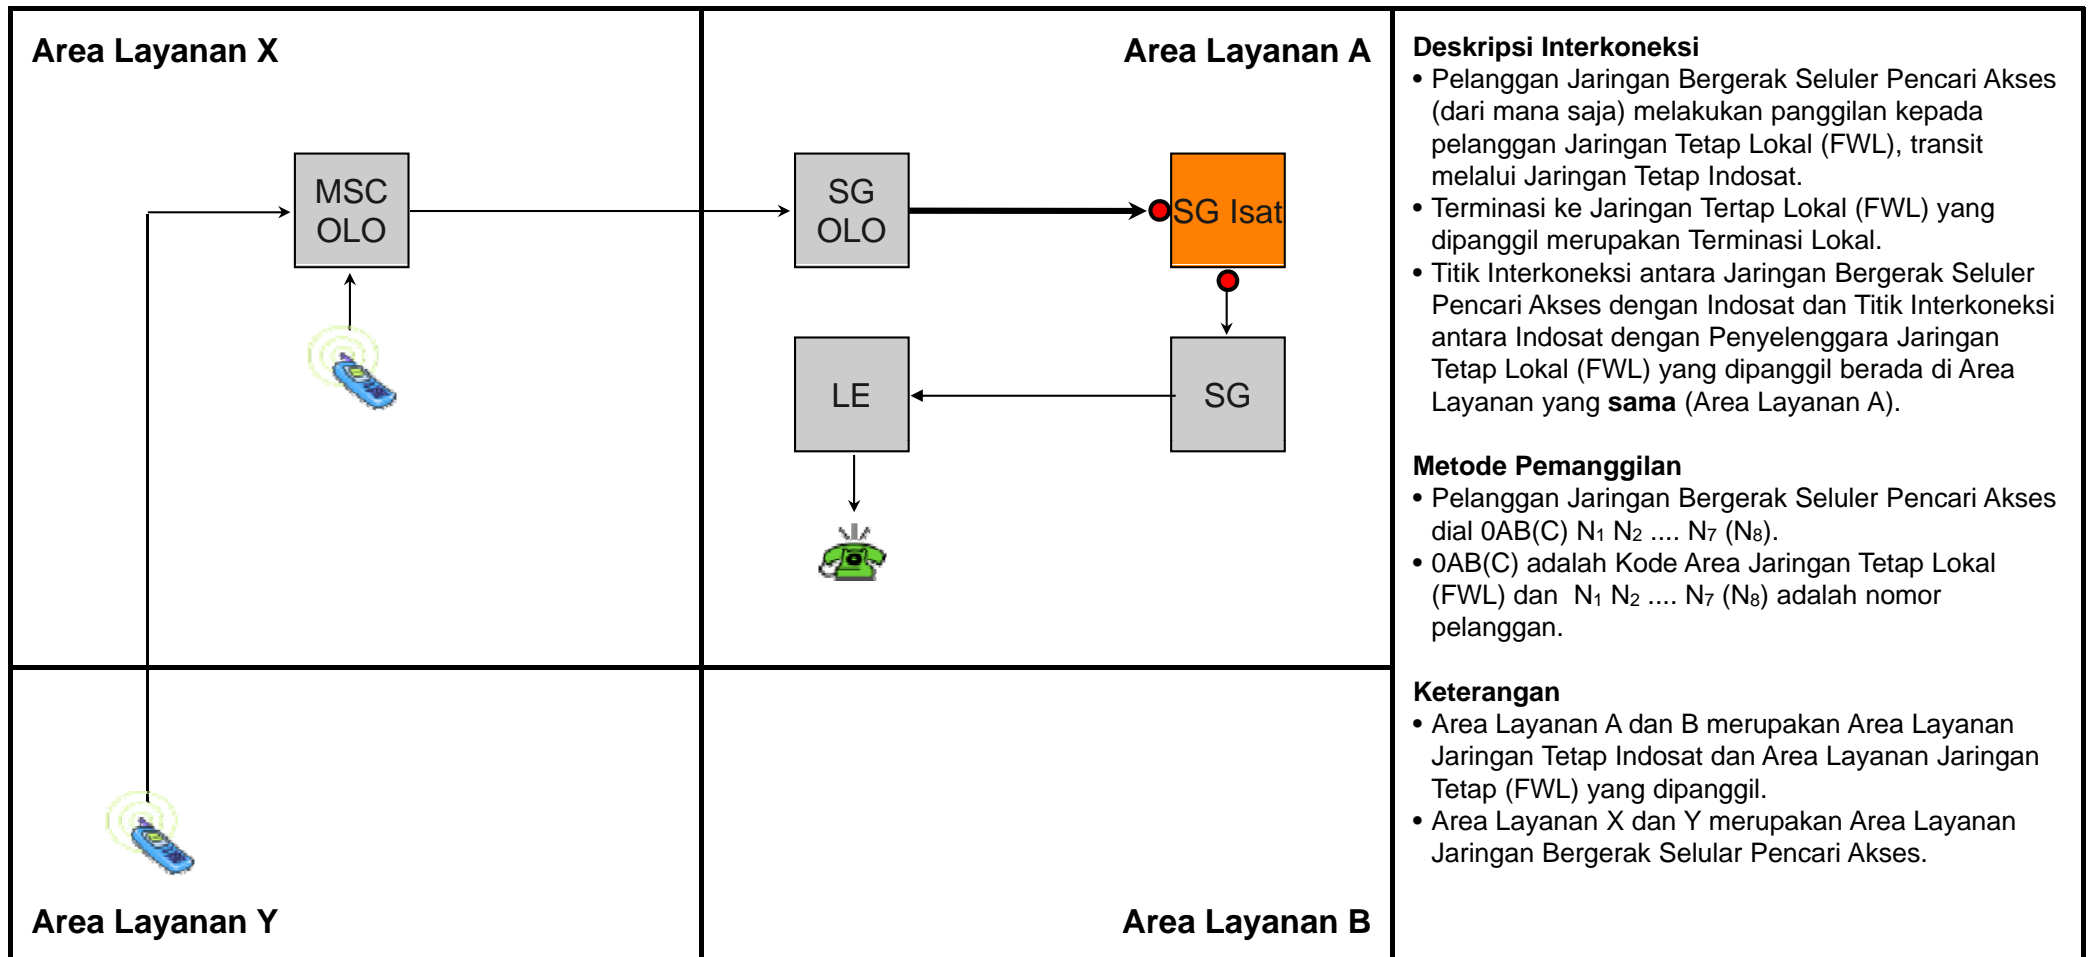 Area Layanan X
Area Layanan A
MSC
OLO
SG
OLO
SG Isat
LE
SG
Area Layanan Y
Area Layanan B
Deskripsi Interkoneksi
• Pelanggan Jaringan Bergerak Seluler Pencari Akses
(dari mana saja) melakukan panggilan kepada
pelanggan Jaringan Tetap Lokal (FWL), transit
melalui Jaringan Tetap Indosat.
• Terminasi ke Jaringan Tertap Lokal (FWL) yang
dipanggil merupakan Terminasi Lokal.
• Titik Interkoneksi antara Jaringan Bergerak Seluler
Pencari Akses dengan Indosat dan Titik Interkoneksi
antara Indosat dengan Penyelenggara Jaringan
Tetap Lokal (FWL) yang dipanggil berada di Area
Layanan yang sama (Area Layanan A).
Metode Pemanggilan
• Pelanggan Jaringan Bergerak Seluler Pencari Akses
dial 0AB(C) N₁ N₂ .... N₇ (N₈).
• 0AB(C) adalah Kode Area Jaringan Tetap Lokal
(FWL) dan N₁ N₂ .... N₇ (N₈) adalah nomor
pelanggan.
Keterangan
• Area Layanan A dan B merupakan Area Layanan
Jaringan Tetap Indosat dan Area Layanan Jaringan
Tetap (FWL) yang dipanggil.
• Area Layanan X dan Y merupakan Area Layanan
Jaringan Bergerak Selular Pencari Akses.